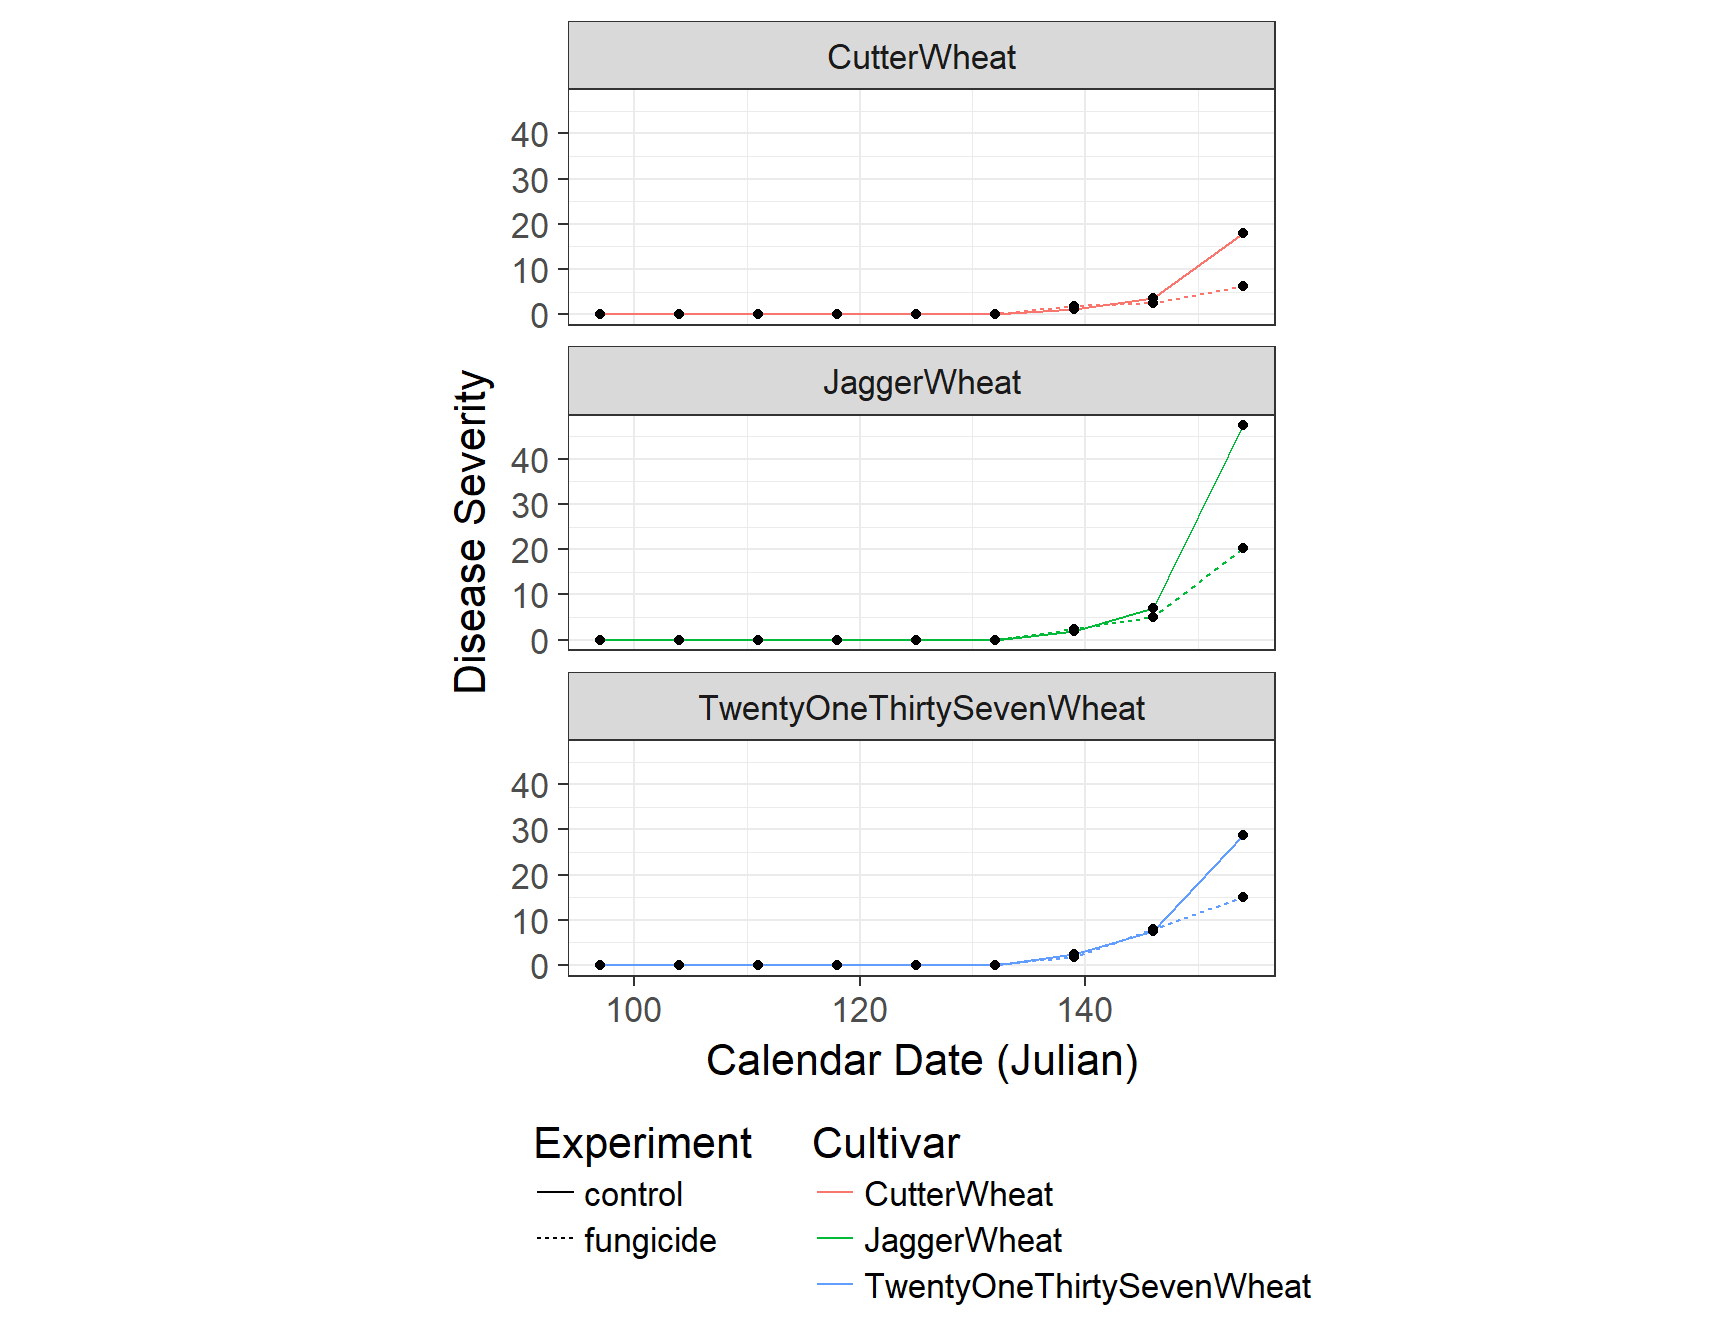 CutterWheat
40
30
20
10
0
JaggerWheat
40
30
20
10
0
TwentyOneThirtySevenWheat
40
30
20
10
0
100 120 140
Disease Severity
Calendar Date (Julian)
Experiment
control
fungicide
Cultivar
CutterWheat
JaggerWheat
TwentyOneThirtySevenWheat